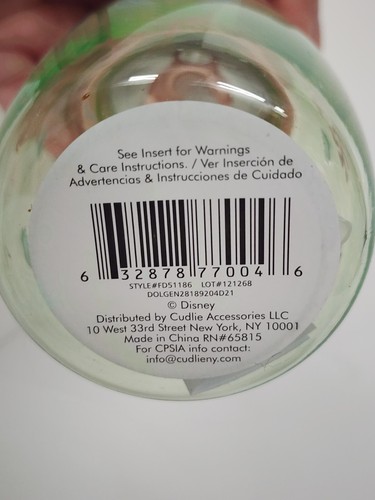 See Insert for Warnings
& Care Instructions. / Ver Inserción de
Advertencias & Instrucciones de Cuidado
6 32878 77004 6
STYLE#FD51186 LOT#121268
DOLGEN28189204D21
© Disney
Distributed by Cudlie Accessories LLC
10 West 33rd Street New York, NY 10001
Made in China RN#65815
For CPSIA info contact:
info@cudlieny.com